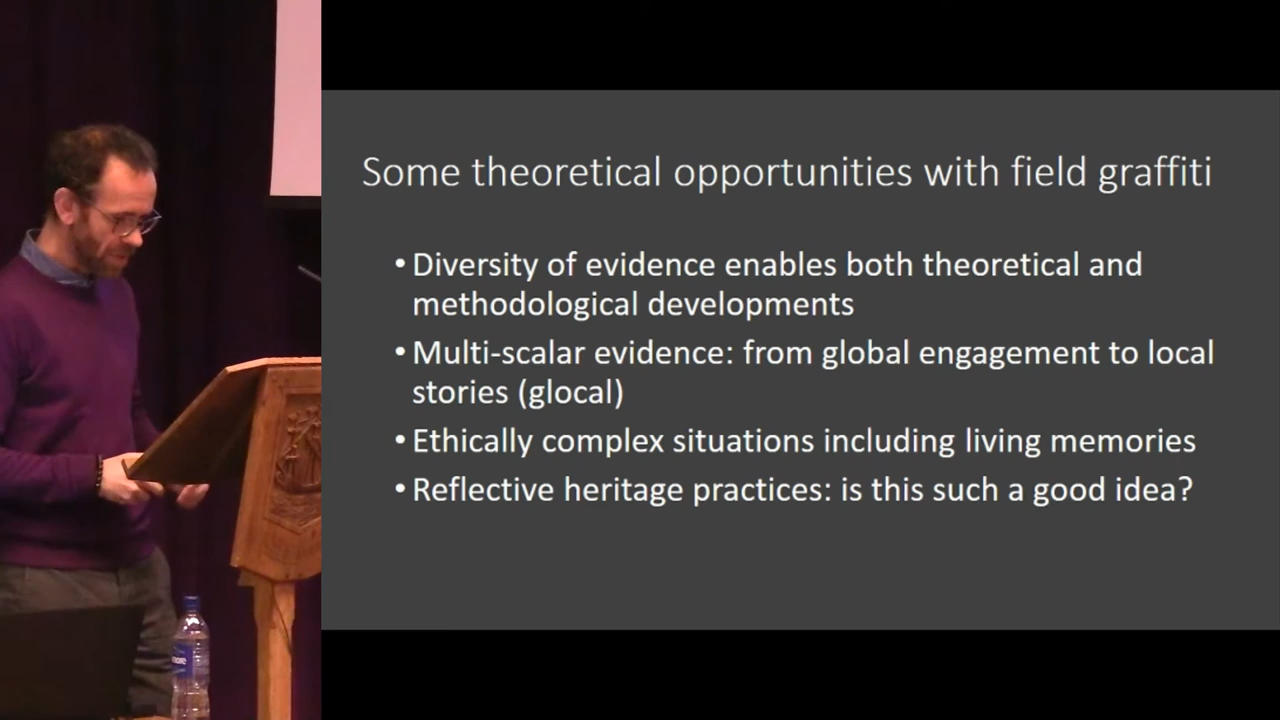 Some theoretical opportunities with field graffiti
• Diversity of evidence enables both theoretical and
methodological developments
• Multi-scalar evidence: from global engagement to local
stories (glocal)
• Ethically complex situations including living memories
• Reflective heritage practices: is this such a good idea?